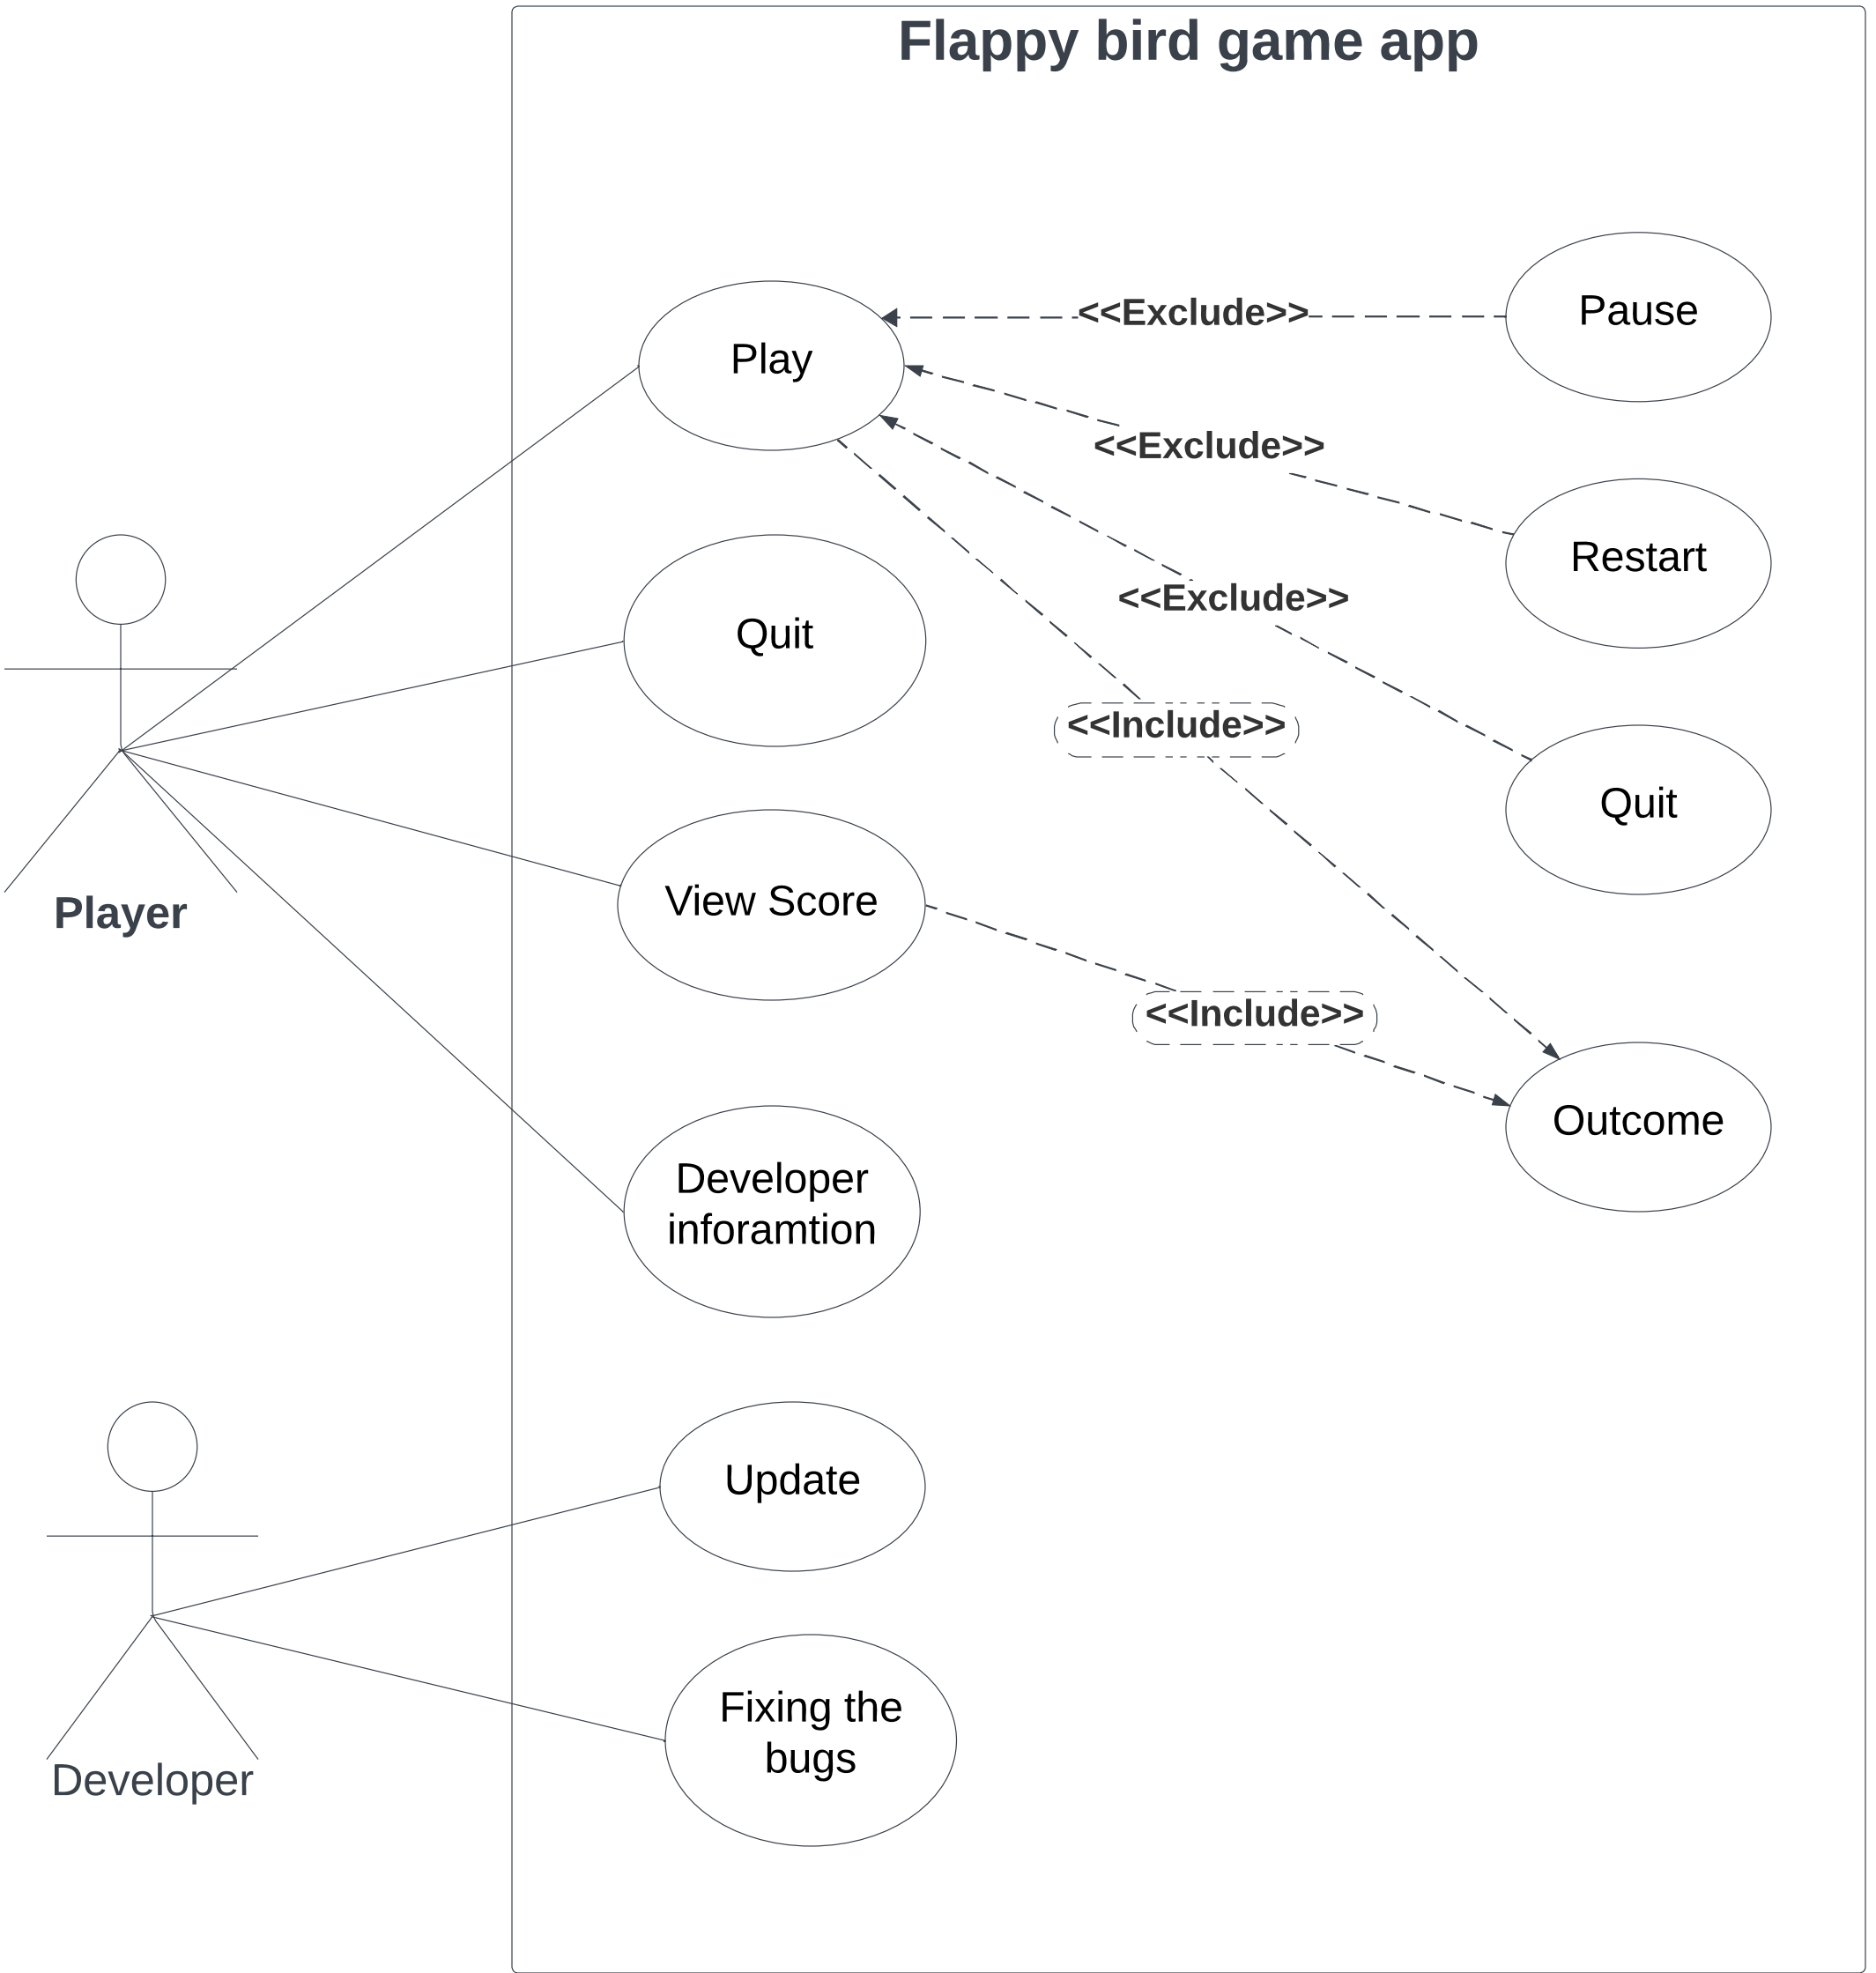 Flappy bird game app
Pause
<<Exclude>>
Play
<<Exclude>>
Restart
<<Exclude>>
Quit
<<Include>>
Quit
View Score
Player
<<Include>>
Outcome
Developer
inforamtion
Update
Fixing the
bugs
Developer